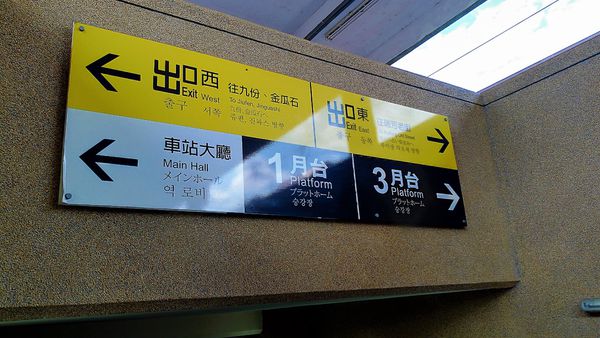 出口西 往九份、金瓜石
Exit West To Jiufen, Jinguashi
출구 서쪽
出口東
Exit East
출구 동쪽
車站大廳
Main Hall
メインホール
역 로비
1月台
Platform
プラットホーム
승강장
3月台
Platform
プラットホーム
승강장